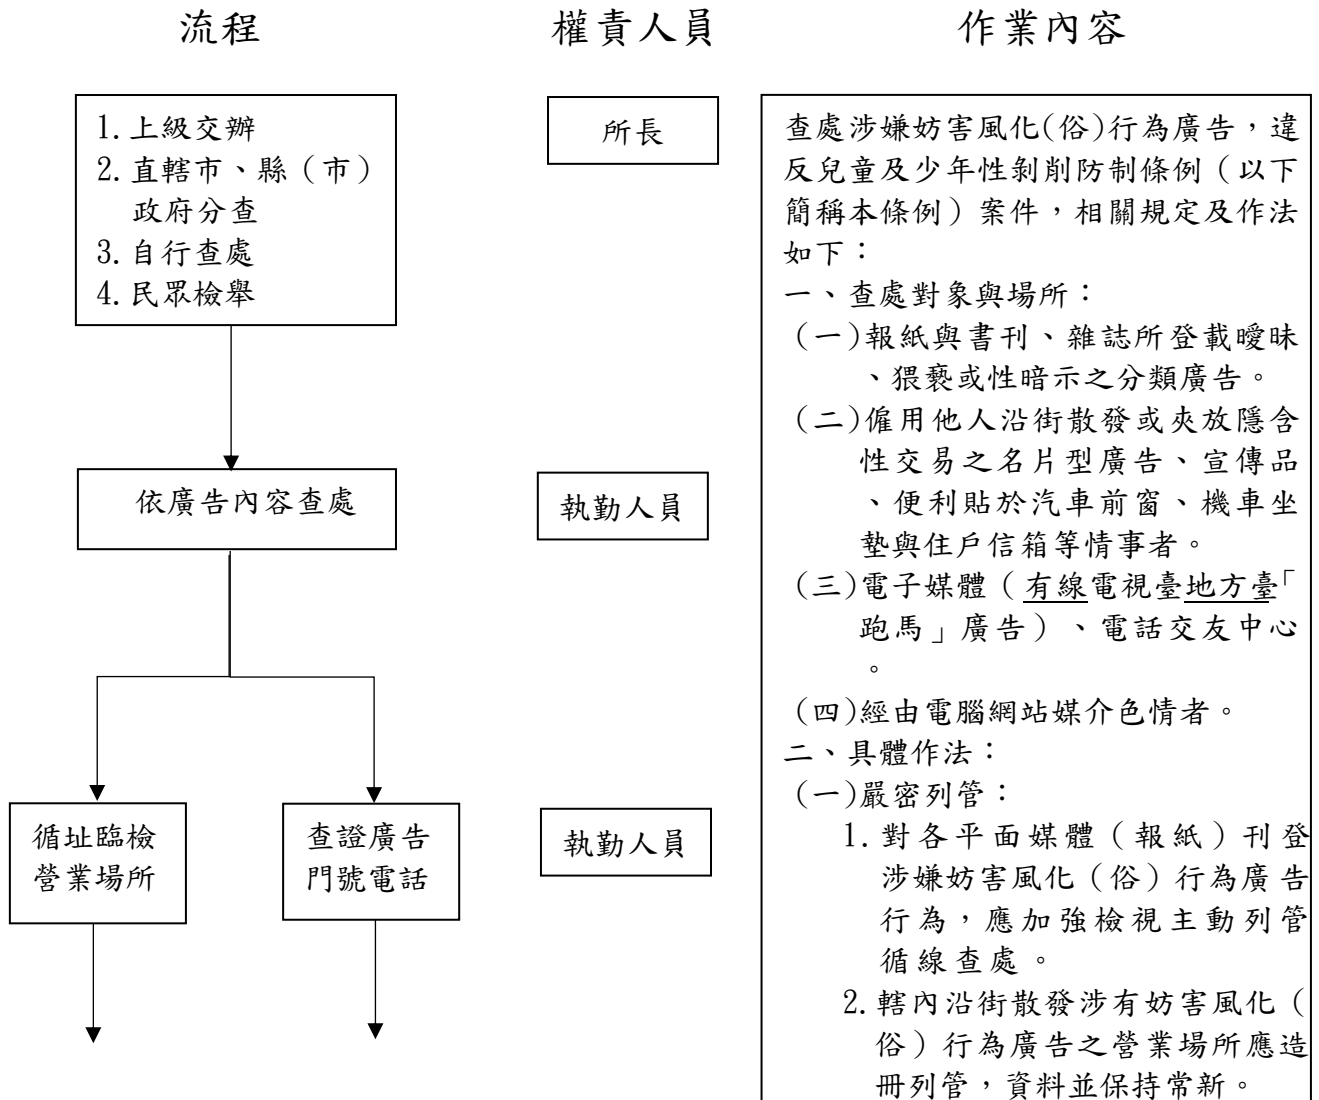 流程
權責人員
作業內容
1.上級交辦
2.直轄市、縣（市）
政府分查
3.自行查處
4.民眾檢舉
所長
依廣告內容查處
執勤人員
循址臨檢
營業場所
查證廣告
門號電話
執勤人員
查處涉嫌妨害風化(俗)行為廣告，違
反兒童及少年性剝削防制條例（以下
簡稱本條例）案件，相關規定及作法
如下：
一、查處對象與場所：
(一)報紙與書刊、雜誌所登載曖昧
、猥褻或性暗示之分類廣告。
(二)僱用他人沿街散發或夾放隱含
性交易之名片型廣告、宣傳品
、便利貼於汽車前窗、機車坐
墊與住戶信箱等情事者。
(三)電子媒體（有線電視臺地方臺「
跑馬」廣告）、電話交友中心
。
(四)經由電腦網站媒介色情者。
二、具體作法：
(一)嚴密列管：
1.對各平面媒體（報紙）刊登
涉嫌妨害風化（俗）行為廣告
行為，應加強檢視主動列管
循線查處。
2.轄內沿街散發涉有妨害風化（
俗）行為廣告之營業場所應造
冊列管，資料並保持常新。